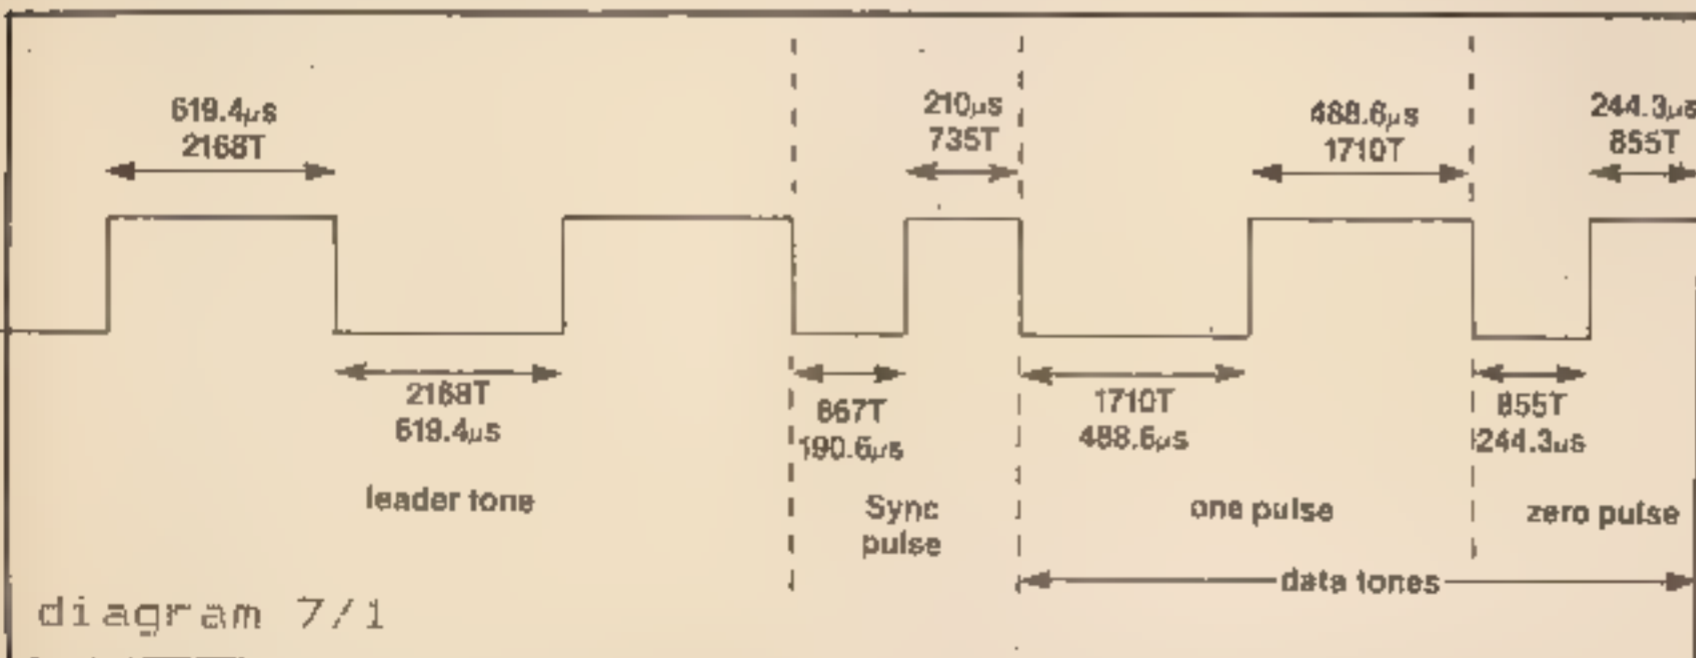 619.4μs
2168T
210μs
735T
488.6μs
1710T
244.3μs
855T
2168T
619.4μs
667T
190.6μs
1710T
488.6μs
855T
244.3μs
leader tone
Sync
pulse
one pulse
zero pulse
data tones
diagram 7/1